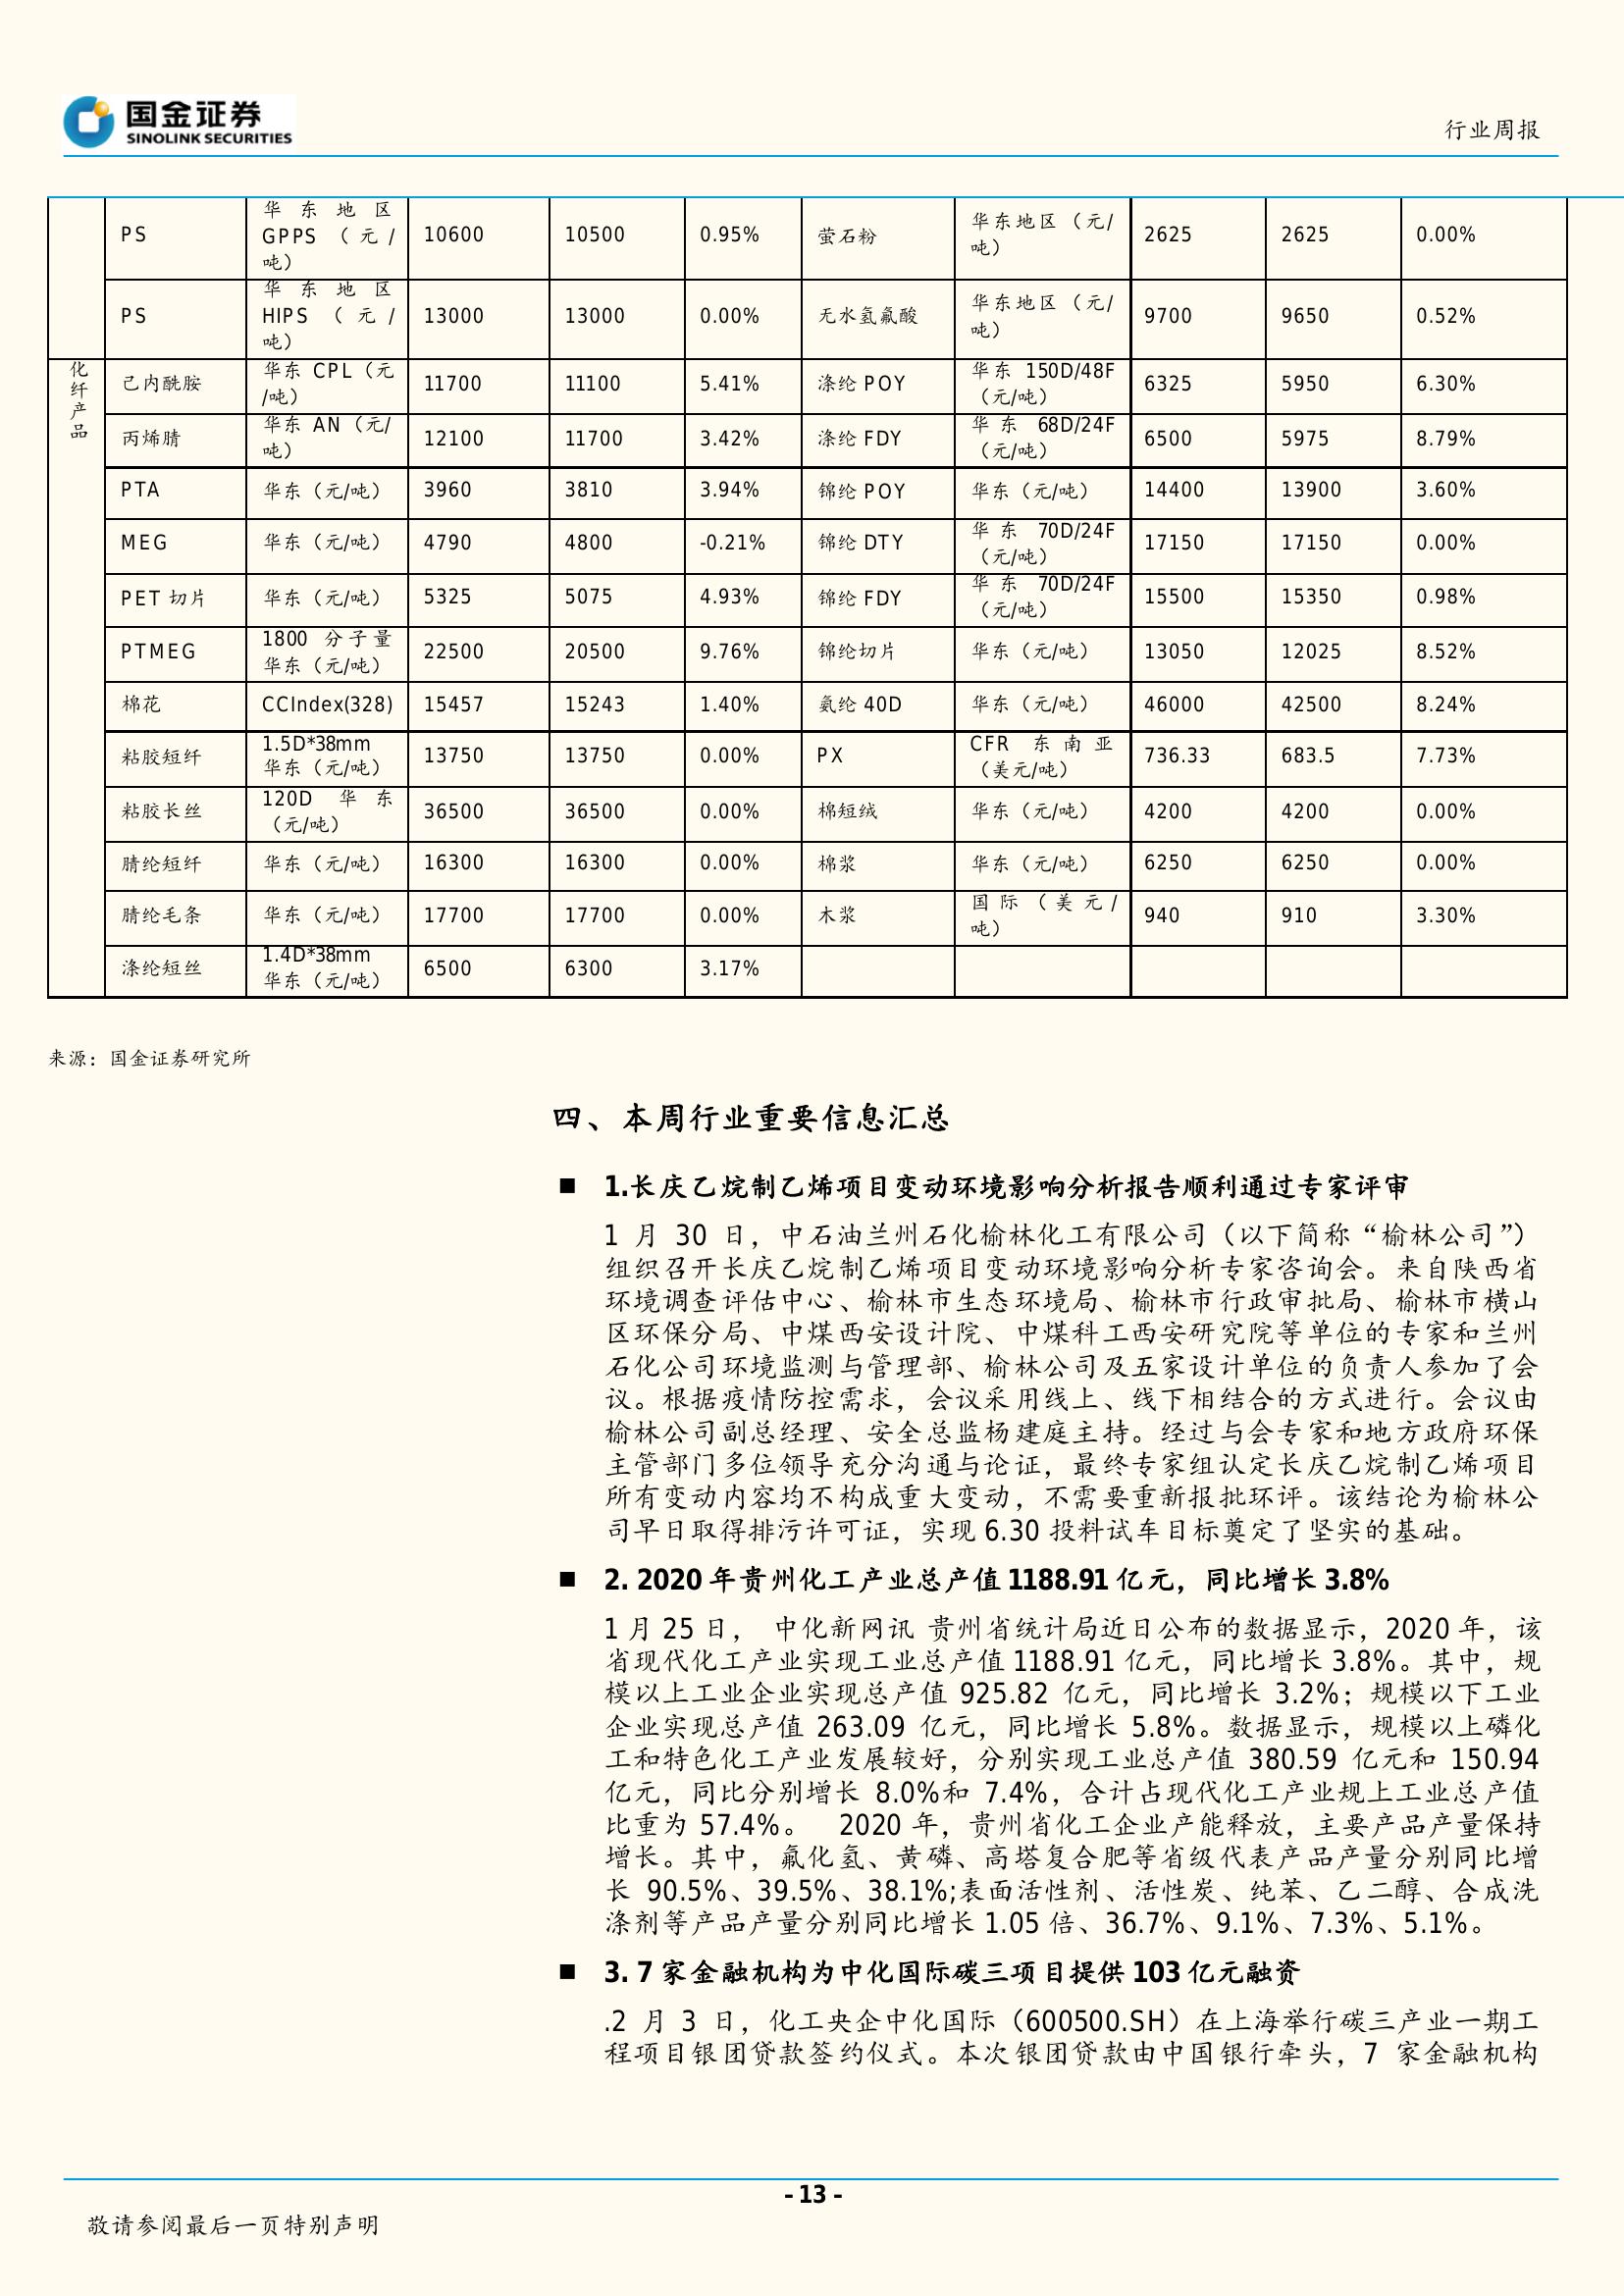 国金证券
SINOLINK SECURITIES
行业周报
PS 华东地区 GPPS（元/吨） 10600 10500 0.95% 萤石粉 华东地区（元/吨） 2625 2625 0.00%
PS 华东地区 HIPS（元/吨） 13000 13000 0.00% 无水氢氟酸 华东地区（元/吨） 9700 9650 0.52%
化纤产品 己内酰胺 华东 CPL（元/吨） 11700 11100 5.41% 涤纶 POY 华东 150D/48F（元/吨） 6325 5950 6.30%
丙烯腈 华东 AN（元/吨） 12100 11700 3.42% 涤纶 FDY 华东 68D/24F（元/吨） 6500 5975 8.79%
PTA 华东（元/吨） 3960 3810 3.94% 锦纶 POY 华东（元/吨） 14400 13900 3.60%
MEG 华东（元/吨） 4790 4800 -0.21% 锦纶 DTY 华东 70D/24F（元/吨） 17150 17150 0.00%
PET 切片 华东（元/吨） 5325 5075 4.93% 锦纶 FDY 华东 70D/24F（元/吨） 15500 15350 0.98%
PTMEG 1800 分子量华东（元/吨） 22500 20500 9.76% 锦纶切片 华东（元/吨） 13050 12025 8.52%
棉花 CCIndex(328) 15457 15243 1.40% 氨纶 40D 华东（元/吨） 46000 42500 8.24%
粘胶短纤 1.5D*38mm 华东（元/吨） 13750 13750 0.00% PX CFR 东南亚（美元/吨） 736.33 683.5 7.73%
粘胶长丝 120D 华东（元/吨） 36500 36500 0.00% 棉短绒 华东（元/吨） 4200 4200 0.00%
腈纶短纤 华东（元/吨） 16300 16300 0.00% 棉浆 华东（元/吨） 6250 6250 0.00%
腈纶毛条 华东（元/吨） 17700 17700 0.00% 木浆 国际（美元/吨） 940 910 3.30%
涤纶短丝 1.4D*38mm 华东（元/吨） 6500 6300 3.17%
来源：国金证券研究所
四、本周行业重要信息汇总
■ 1.长庆乙烷制乙烯项目变动环境影响分析报告顺利通过专家评审
1 月 30 日，中石油兰州石化榆林化工有限公司（以下简称“榆林公司”）
组织召开长庆乙烷制乙烯项目变动环境影响分析专家咨询会。来自陕西省
环境调查评估中心、榆林市生态环境局、榆林市行政审批局、榆林市横山
区环保分局、中煤西安设计院、中煤科工西安研究院等单位的专家和兰州
石化公司环境监测与管理部、榆林公司及五家设计单位的负责人参加了会
议。根据疫情防控需求，会议采用线上、线下相结合的方式进行。会议由
榆林公司副总经理、安全总监杨建庭主持。经过与会专家和地方政府环保
主管部门多位领导充分沟通与论证，最终专家组认定长庆乙烷制乙烯项目
所有变动内容均不构成重大变动，不需要重新报批环评。该结论为榆林公
司早日取得排污许可证，实现 6.30 投料试车目标奠定了坚实的基础。
■ 2. 2020 年贵州化工产业总产值 1188.91 亿元，同比增长 3.8%
1 月 25 日， 中化新网讯 贵州省统计局近日公布的数据显示，2020 年，该
省现代化工产业实现工业总产值 1188.91 亿元，同比增长 3.8%。其中，规
模以上工业企业实现总产值 925.82 亿元，同比增长 3.2%；规模以下工业
企业实现总产值 263.09 亿元，同比增长 5.8%。数据显示，规模以上磷化
工和特色化工产业发展较好，分别实现工业总产值 380.59 亿元和 150.94
亿元，同比分别增长 8.0%和 7.4%，合计占现代化工产业规上工业总产值
比重为 57.4%。 2020 年，贵州省化工企业产能释放，主要产品产量保持
增长。其中，氟化氢、黄磷、高塔复合肥等省级代表产品产量分别同比增
长 90.5%、39.5%、38.1%;表面活性剂、活性炭、纯苯、乙二醇、合成洗
涤剂等产品产量分别同比增长 1.05 倍、36.7%、9.1%、7.3%、5.1%。
■ 3. 7 家金融机构为中化国际碳三项目提供 103 亿元融资
.2 月 3 日，化工央企中化国际（600500.SH）在上海举行碳三产业一期工
程项目银团贷款签约仪式。本次银团贷款由中国银行牵头，7 家金融机构
- 13 -
敬请参阅最后一页特别声明